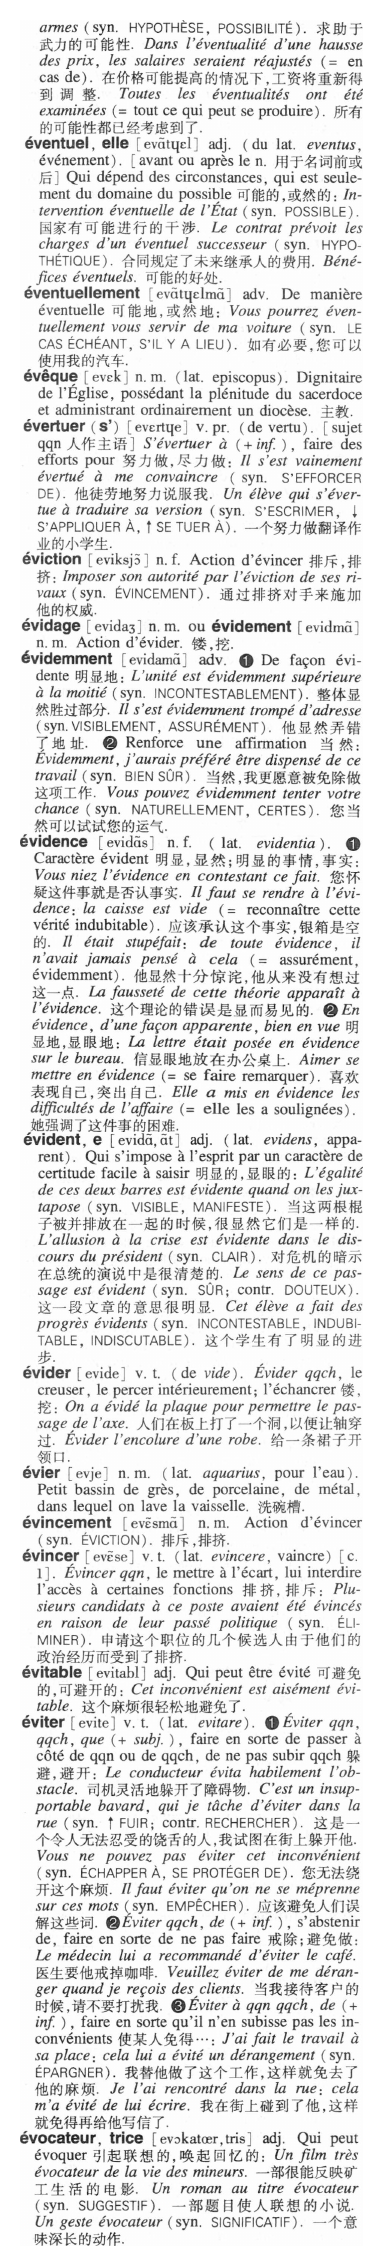 armes (syn. HYPOTHÈSE, POSSIBILITÉ). 求助于
武力的可能性. Dans l'éventualité d'une hausse
des prix, les salaires seraient réajustés (= en
cas de). 在价格可能提高的情况下,工资将重新得
到 调 整. Toutes les éventualités ont été
examinées (= tout ce qui peut se produire). 所有
的可能性都已经考虑到了.
éventuel, elle [evɑ̃tɥɛl] adj. (du lat. eventus,
événement). [avant ou après le n. 用于名词前或
后] Qui dépend des circonstances, qui est seule-
ment du domaine du possible 可能的,或然的: In-
tervention éventuelle de l'État (syn. POSSIBLE).
国家有可能进行的干涉. Le contrat prévoit les
charges d'un éventuel successeur (syn. HYPO-
THÉTIQUE). 合同规定了未来继承人的费用. Béné-
fices éventuels. 可能的好处.
éventuellement [evɑ̃tɥɛlmɑ̃] adv. De manière
éventuelle 可能地,或然地: Vous pourrez éven-
tuellement vous servir de ma voiture (syn. LE
CAS ÉCHÉANT, S'IL Y A LIEU). 如有必要,您可以
使用我的汽车.
évêque [evɛk] n. m. (lat. episcopus). Dignitaire
de l'Église, possédant la plénitude du sacerdoce
et administrant ordinairement un diocèse. 主教.
évertuer (s') [evɛrtɥe] v. pr. (de vertu). [sujet
qqn 人作主语] S'évertuer à (+ inf.), faire des
efforts pour 努力做,尽力做: Il s'est vainement
évertué à me convaincre (syn. S'EFFORCER
DE). 他徒劳地努力说服我. Un élève qui s'éver-
tue à traduire sa version (syn. S'ESCRIMER, ↓
S'APPLIQUER À, ↑ SE TUER À). 一个努力做翻译作
业的小学生.
éviction [eviksjɔ̃] n. f. Action d'évincer 排斥,排
挤: Imposer son autorité par l'éviction de ses ri-
vaux (syn. ÉVINCEMENT). 通过排挤对手来施加
他的权威.
évidage [evidaʒ] n. m. ou évidement [evidmɑ̃]
n. m. Action d'évider. 镂,挖.
évidemment [evidamɑ̃] adv. ❶ De façon évi-
dente 明显地: L'unité est évidemment supérieure
à la moitié (syn. INCONTESTABLEMENT). 整体显
然胜过部分. Il s'est évidemment trompé d'adresse
(syn. VISIBLEMENT, ASSURÉMENT). 他显然弄错
了地址. ❷ Renforce une affirmation 当然:
Évidemment, j'aurais préféré être dispensé de ce
travail (syn. BIEN SÛR). 当然,我更愿意被免除做
这项工作. Vous pouvez évidemment tenter votre
chance (syn. NATURELLEMENT, CERTES). 您当
然可以试试您的运气.
évidence [evidɑ̃s] n. f. (lat. evidentia). ❶
Caractère évident 明显,显然;明显的事情,事实:
Vous niez l'évidence en contestant ce fait. 您怀
疑这件事就是否认事实. Il faut se rendre à l'évi-
dence: la caisse est vide (= reconnaître cette
vérité indubitable). 应该承认这个事实,银箱是空
的. Il était stupéfait: de toute évidence, il
n'avait jamais pensé à cela (= assurément,
évidemment). 他显然十分惊诧,他从来没有想过
这一点. La fausseté de cette théorie apparaît à
l'évidence. 这个理论的错误是显而易见的. ❷ En
évidence, d'une façon apparente, bien en vue 明
显地,显眼地: La lettre était posée en évidence
sur le bureau. 信显眼地放在办公桌上. Aimer se
mettre en évidence (= se faire remarquer). 喜欢
表现自己,突出自己. Elle a mis en évidence les
difficultés de l'affaire (= elle les a soulignées).
她强调了这件事的困难.
évident, e [evidɑ̃, ɑ̃t] adj. (lat. evidens, appa-
rent). Qui s'impose à l'esprit par un caractère de
certitude facile à saisir 明显的,显眼的: L'égalité
de ces deux barres est évidente quand on les jux-
tapose (syn. VISIBLE, MANIFESTE). 当这两根棍
子被并排放在一起的时候,很显然它们是一样的.
L'allusion à la crise est évidente dans le dis-
cours du président (syn. CLAIR). 对危机的暗示
在总统的演说中是很清楚的. Le sens de ce pas-
sage est évident (syn. SÛR; contr. DOUTEUX).
这一段文章的意思很明显. Cet élève a fait des
progrès évidents (syn. INCONTESTABLE, INDUBI-
TABLE, INDISCUTABLE). 这个学生有了明显的进
步.
évider [evide] v. t. (de vide). Évider qqch, le
creuser, le percer intérieurement; l'échancrer 镂,
挖: On a évidé la plaque pour permettre le pas-
sage de l'axe. 人们在板上打了一个洞,以便让轴穿
过. Évider l'encolure d'une robe. 给一条裙子开
领口.
évier [evje] n. m. (lat. aquarius, pour l'eau).
Petit bassin de grès, de porcelaine, de métal,
dans lequel on lave la vaisselle. 洗碗槽.
évincement [evɛ̃smɑ̃] n. m. Action d'évincer
(syn. ÉVICTION). 排斥,排挤.
évincer [evɛ̃se] v. t. (lat. evincere, vaincre) [c.
1]. Évincer qqn, le mettre à l'écart, lui interdire
l'accès à certaines fonctions 排挤,排斥: Plu-
sieurs candidats à ce poste avaient été évincés
en raison de leur passé politique (syn. ÉLI-
MINER). 申请这个职位的几个候选人由于他们的
政治经历而受到了排挤.
évitable [evitabl] adj. Qui peut être évité 可避免
的,可避开的: Cet inconvénient est aisément évi-
table. 这个麻烦很轻松地避免了.
éviter [evite] v. t. (lat. evitare). ❶ Éviter qqn,
qqch, que (+ subj.), faire en sorte de passer à
côté de qqn ou de qqch, de ne pas subir qqch 躲
避,避开: Le conducteur évita habilement l'ob-
stacle. 司机灵活地躲开了障碍物. C'est un insup-
portable bavard, qui je tâche d'éviter dans la
rue (syn. ↑ FUIR; contr. RECHERCHER). 这是一
个令人无法忍受的饶舌的人,我试图在街上躲开他.
Vous ne pouvez pas éviter cet inconvénient
(syn. ÉCHAPPER À, SE PROTÉGER DE). 您无法绕
开这个麻烦. Il faut éviter qu'on ne se méprenne
sur ces mots (syn. EMPÊCHER). 应该避免人们误
解这些词. ❷ Éviter qqch, de (+ inf.), s'abstenir
de, faire en sorte de ne pas faire 戒除;避免做:
Le médecin lui a recommandé d'éviter le café.
医生要他戒掉咖啡. Veuillez éviter de me déran-
ger quand je reçois des clients. 当我接待客户的
时候,请不要打扰我. ❸ Éviter à qqn qqch, de (+
inf.), faire en sorte qu'il n'en subisse pas les in-
convénients 使某人免得…: J'ai fait le travail à
sa place: cela lui a évité un dérangement (syn.
ÉPARGNER). 我替他做了这个工作,这样就免去了
他的麻烦. Je l'ai rencontré dans la rue: cela
m'a évité de lui écrire. 我在街上碰到了他,这样
就免得再给他写信了.
évocateur, trice [evɔkatœr, tris] adj. Qui peut
évoquer 引起联想的,唤起回忆的: Un film très
évocateur de la vie des mineurs. 一部很能反映矿
工生活的电影. Un roman au titre évocateur
(syn. SUGGESTIF). 一部题目使人联想的小说.
Un geste évocateur (syn. SIGNIFICATIF). 一个意
味深长的动作.